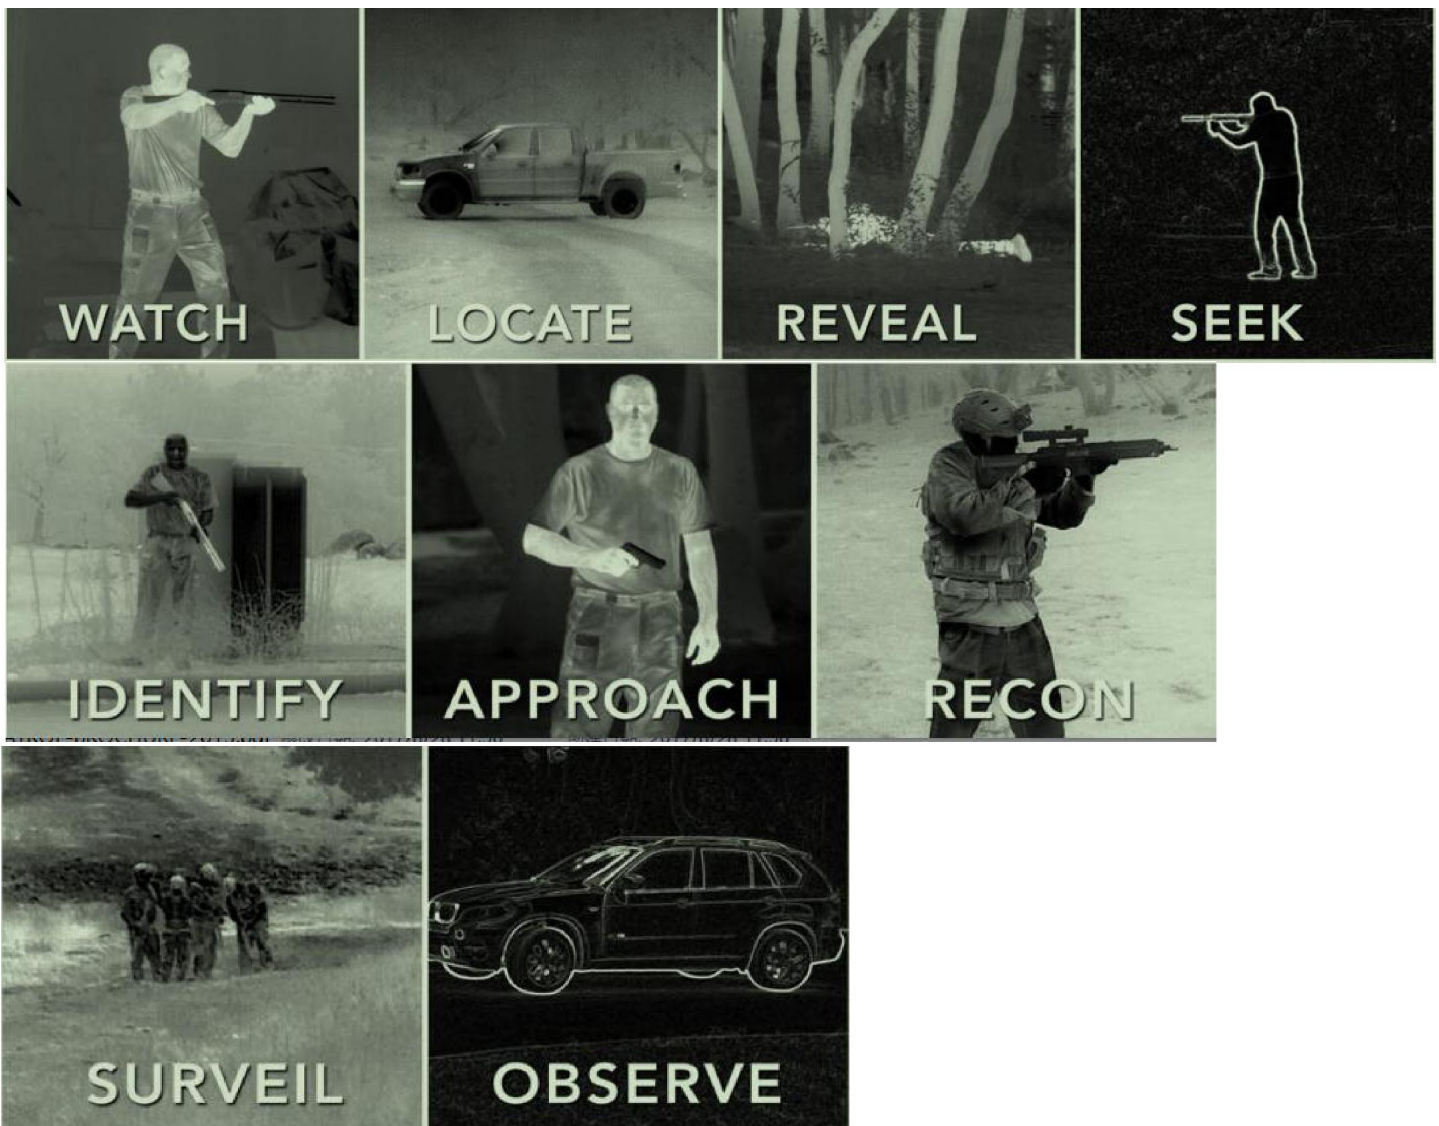 WATCH
LOCATE
REVEAL
SEEK
IDENTIFY
APPROACH
RECON
SURVEIL
OBSERVE